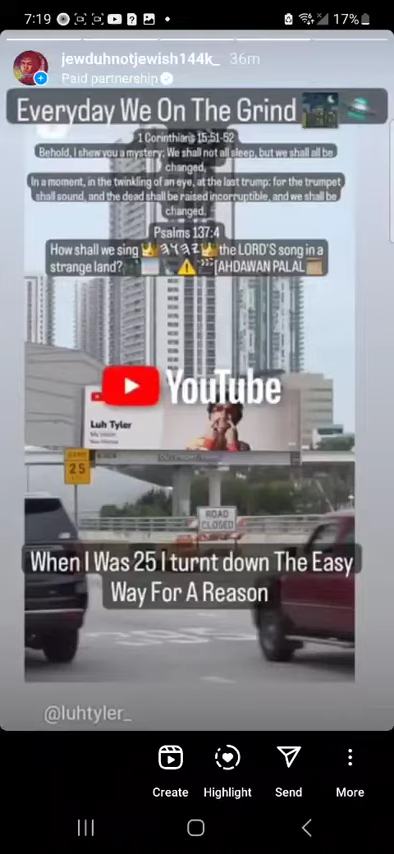 7:19
17%
jewduhnotjewish144k_ 36m
Paid partnership
Everyday We On The Grind
1 Corinthians 15:51-52
Behold, I shew you a mystery; We shall not all sleep, but we shall all be
changed,
In a moment, in the twinkling of an eye, at the last trump: for the trumpet
shall sound, and the dead shall be raised incorruptible, and we shall be
changed.
Psalms 137:4
How shall we sing 👑𐤉𐤄𐤅𐤄👑 the LORD'S song in a
strange land? [AHDAWAN PALAL
YouTube
Luh Tyler
25
ROAD
CLOSED
When I Was 25 I turnt down The Easy
Way For A Reason
@luhtyler_
Create Highlight Send More